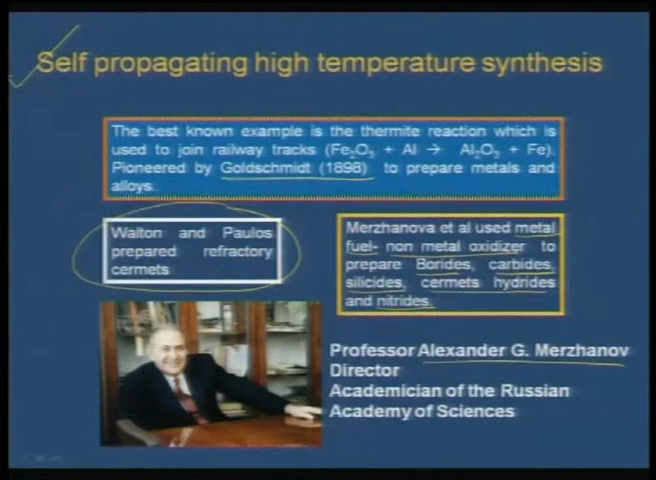 Self propagating high temperature synthesis
The best known example is the thermite reaction which is
used to join railway tracks (Fe₂O₃ + Al → Al₂O₃ + Fe).
Pioneered by Goldschmidt (1898) to prepare metals and
alloys.
Walton and Paulos
prepared refractory
cermets
Merzhanova et al used metal
fuel- non metal oxidizer to
prepare Borides, carbides,
silicides, cermets hydrides
and nitrides.
Professor Alexander G. Merzhanov
Director
Academician of the Russian
Academy of Sciences